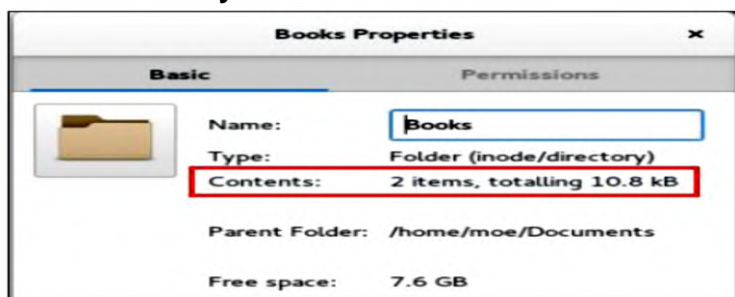 Books Properties ×
Basic Permissions
Name: Books
Type: Folder (inode/directory)
Contents: 2 items, totalling 10.8 kB
Parent Folder: /home/moe/Documents
Free space: 7.6 GB